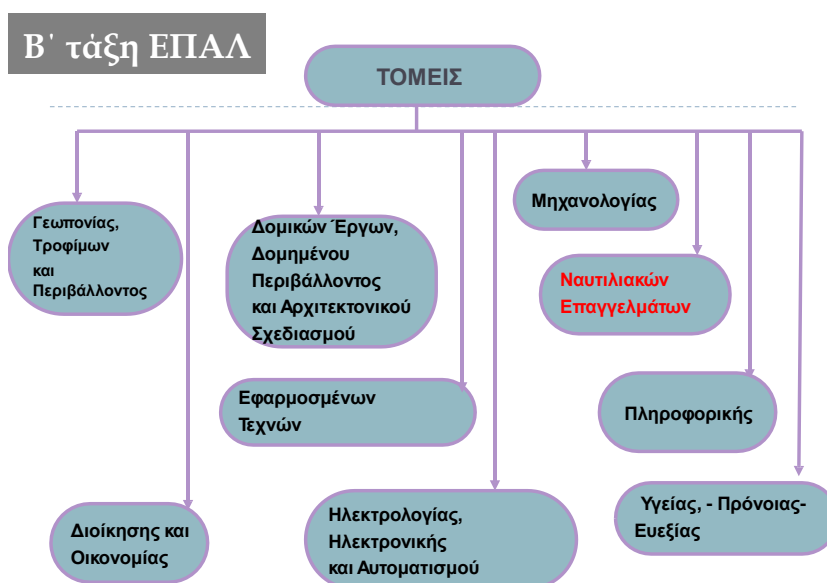 Β΄ τάξη ΕΠΑΛ
ΤΟΜΕΙΣ
Γεωπονίας,
Τροφίμων
και
Περιβάλλοντος
Δομικών Έργων,
Δομημένου
Περιβάλλοντος
και Αρχιτεκτονικού
Σχεδιασμού
Μηχανολογίας
Ναυτιλιακών
Επαγγελμάτων
Εφαρμοσμένων
Τεχνών
Πληροφορικής
Διοίκησης και
Οικονομίας
Ηλεκτρολογίας,
Ηλεκτρονικής
και Αυτοματισμού
Υγείας, - Πρόνοιας-
Ευεξίας